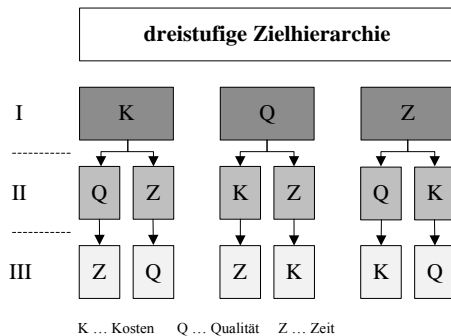 dreistufige Zielhierarchie
I K Q Z
II Q Z K Z Q K
III Z Q Z K K Q
K … Kosten Q … Qualität Z … Zeit